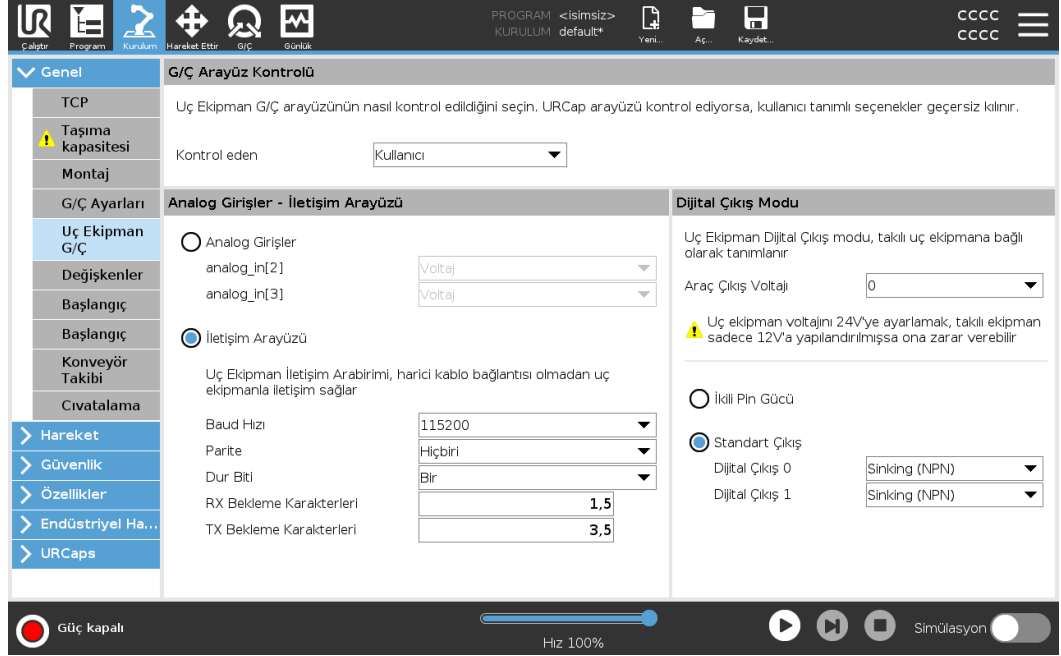 PROGRAM <isimsiz>
KURULUM default*
CCCC
CCCC
Çalıştır
Program
Kurulum
Hareket Ettir
G/Ç
Günlük
Yeni...
Aç...
Kaydet...
Genel
TCP
Taşıma
kapasitesi
Montaj
G/Ç Ayarları
Uç Ekipman
G/Ç
Değişkenler
Başlangıç
Başlangıç
Konveyör
Takibi
Cıvatalama
Hareket
Güvenlik
Özellikler
Endüstriyel Ha...
URCaps
G/Ç Arayüz Kontrolü
Uç Ekipman G/Ç arayüzünün nasıl kontrol edildiğini seçin. URCap arayüzü kontrol ediyorsa, kullanıcı tanımlı seçenekler geçersiz kılınır.
Kontrol eden Kullanıcı
Analog Girişler - İletişim Arayüzü
Analog Girişler
analog_in[2] Voltaj
analog_in[3] Voltaj
İletişim Arayüzü
Uç Ekipman İletişim Arabirimi, harici kablo bağlantısı olmadan uç
ekipmanla iletişim sağlar
Baud Hızı 115200
Parite Hiçbiri
Dur Biti Bir
RX Bekleme Karakterleri 1,5
TX Bekleme Karakterleri 3,5
Dijital Çıkış Modu
Uç Ekipman Dijital Çıkış modu, takılı uç ekipmana bağlı
olarak tanımlanır
Araç Çıkış Voltajı 0
Uç ekipman voltajını 24V'ye ayarlamak, takılı ekipman
sadece 12V'a yapılandırılmışsa ona zarar verebilir
İkili Pin Gücü
Standart Çıkış
Dijital Çıkış 0 Sinking (NPN)
Dijital Çıkış 1 Sinking (NPN)
Güç kapalı
Hız 100%
Simülasyon